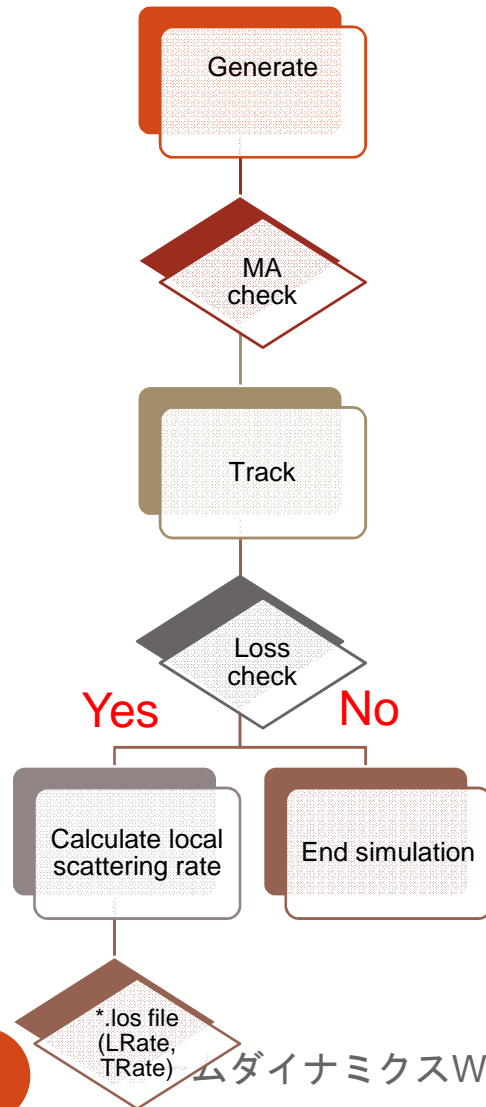 Generate
MA
check
Track
Loss
check
Yes
No
Calculate local
scattering rate
End simulation
*.los file
(LRate,
TRate)
ムダイナミクスW